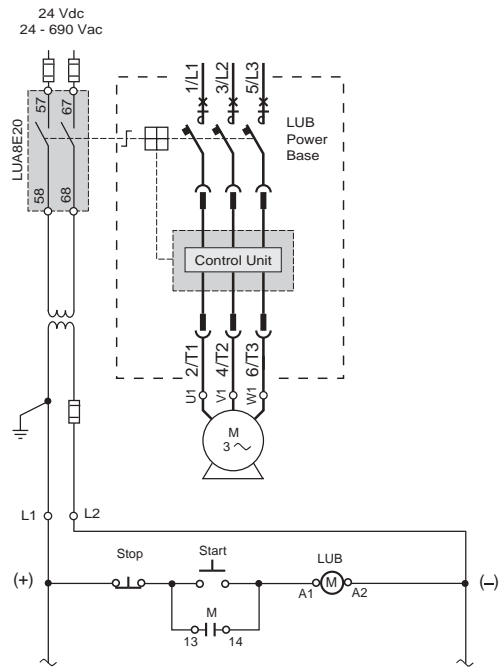 24 Vdc
24 - 690 Vac
57
67
LUA8E20
58
68
1/L1
3/L2
5/L3
LUB
Power
Base
Control Unit
2/T1
4/T2
6/T3
U1
V1
W1
M
3
L1
L2
(+)
Stop
Start
LUB
A1
M
A2
(–)
M
13
14